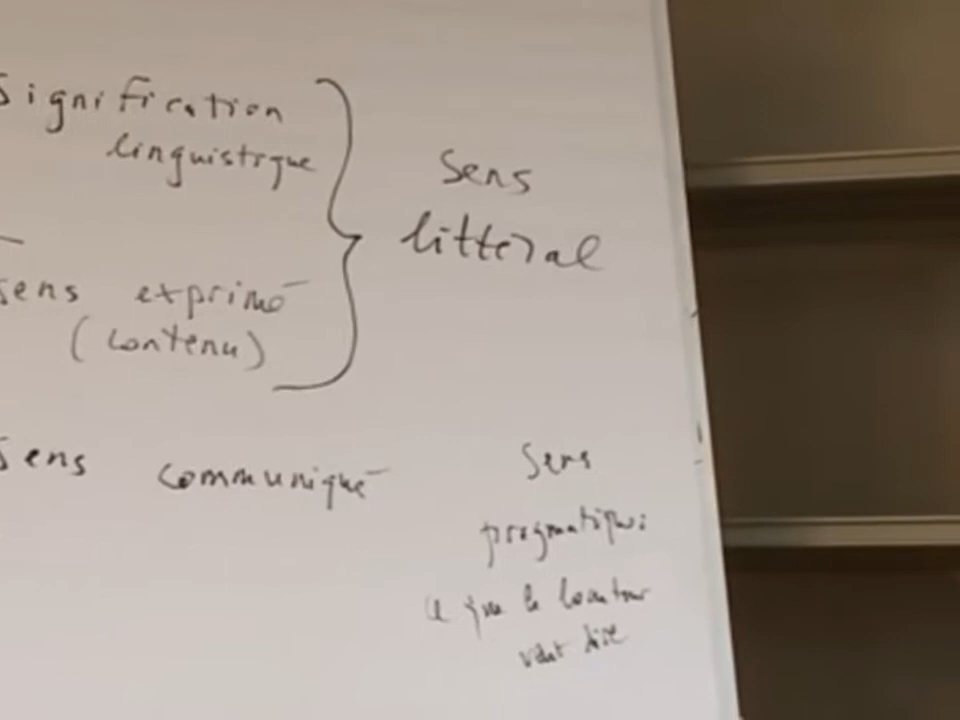 Signification
linguistique
sens exprimé
(contenu)
Sens
littéral
Sens communiqué
Sens
pragmatique:
ce que le locuteur
veut dire